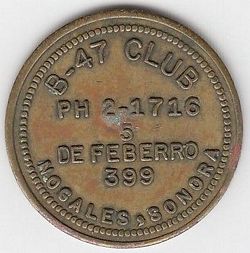 B-47 CLUB
PH 2-1716
5
DE FEBERRO
399
NOGALES, SONORA